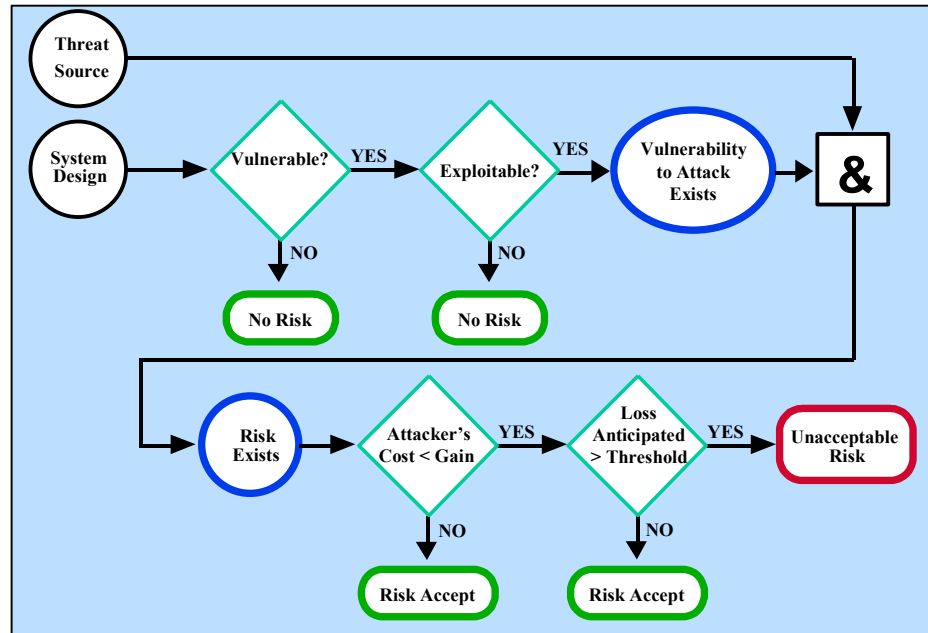 Threat
Source
System
Design
Vulnerable?
YES
Exploitable?
YES
Vulnerability
to Attack
Exists
&
NO
NO
No Risk
No Risk
Risk
Exists
Attacker's
Cost < Gain
YES
Loss
Anticipated
> Threshold
YES
Unacceptable
Risk
NO
NO
Risk Accept
Risk Accept